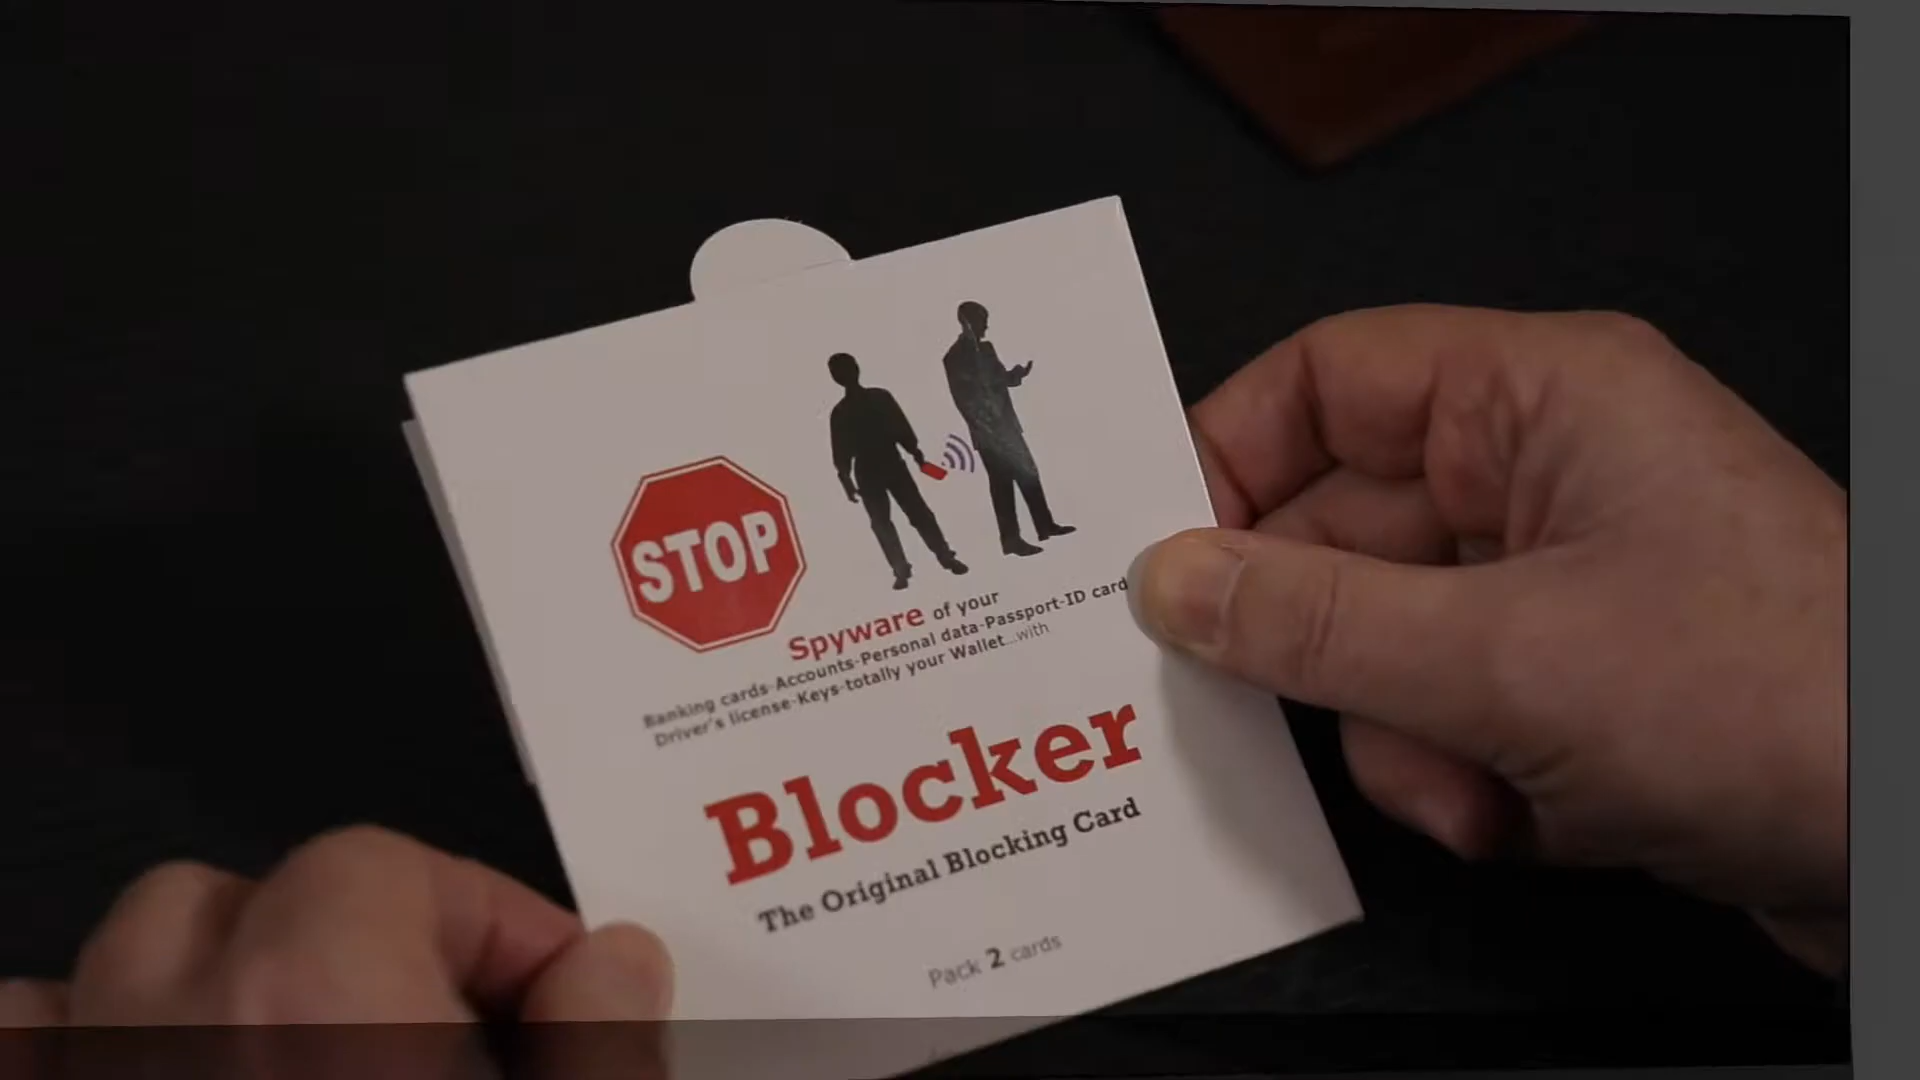 STOP
Spyware of your
Banking cards-Accounts-Personal data-Passport-ID card
Driver's license-Keys-totally your Wallet...with
Blocker
The Original Blocking Card
Pack 2 cards